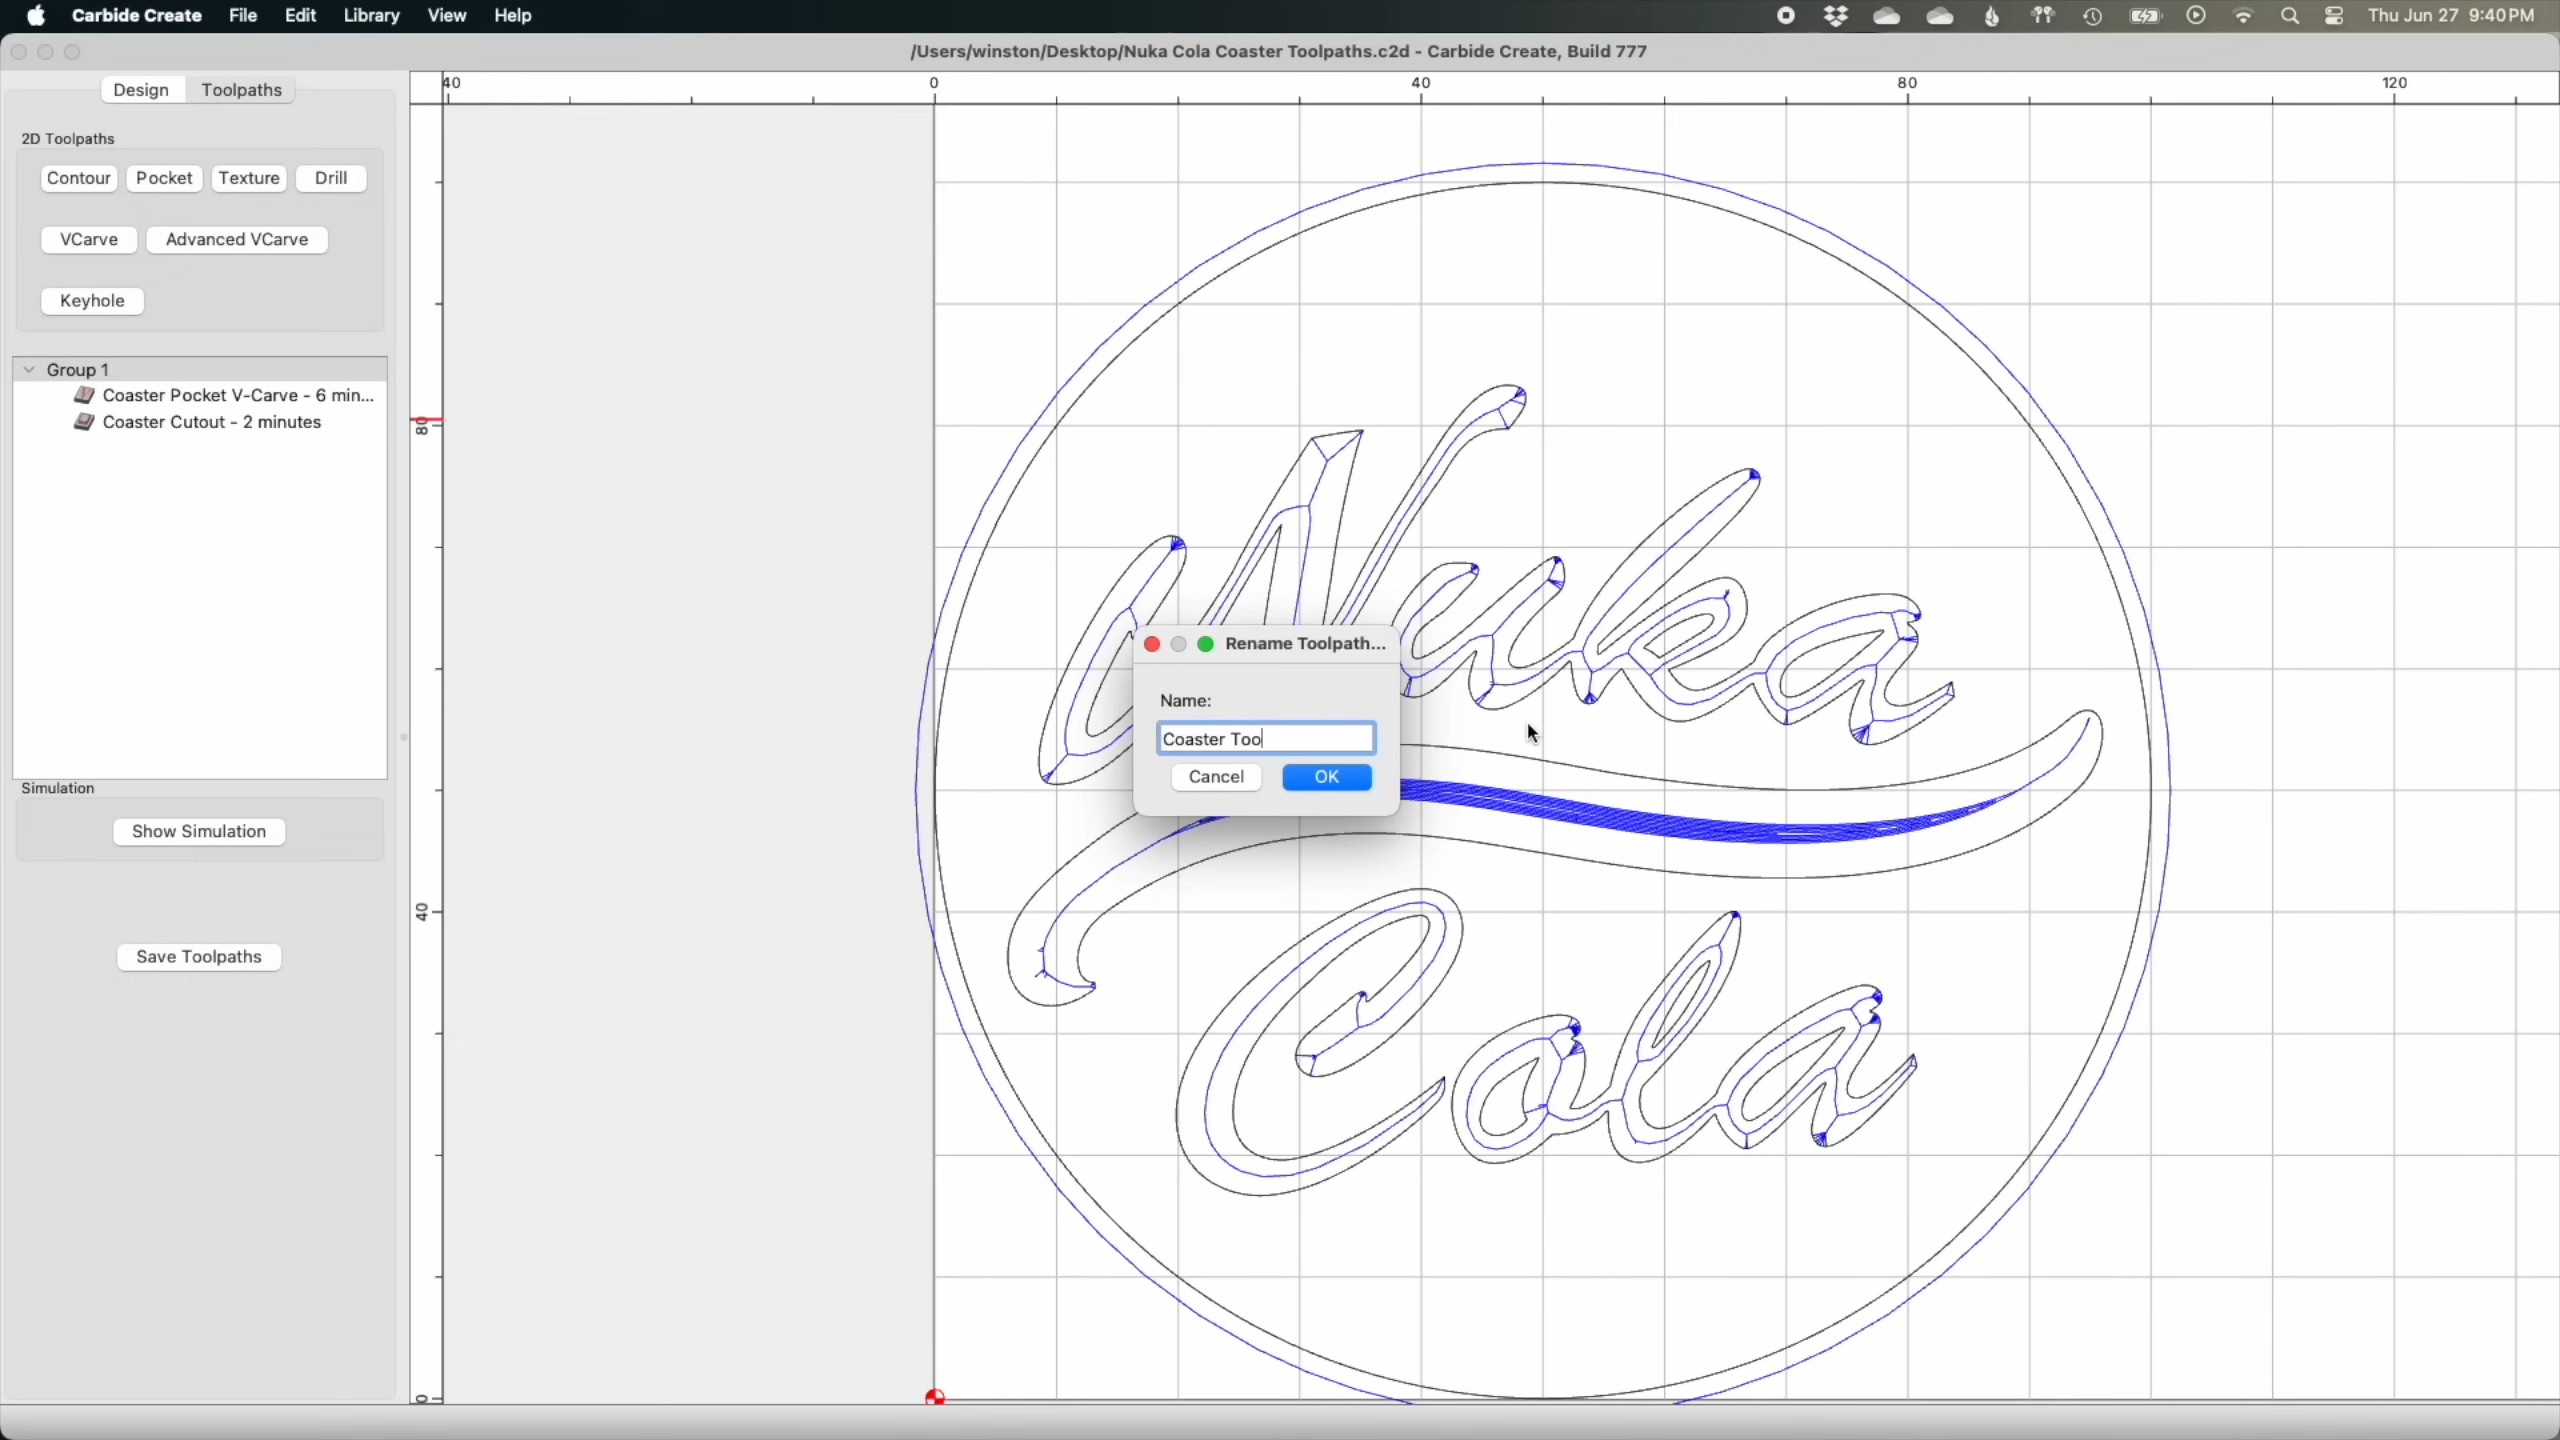 Carbide Create File Edit Library View Help Thu Jun 27 9:40 PM
/Users/winston/Desktop/Nuka Cola Coaster Toolpaths.c2d - Carbide Create, Build 777
Design Toolpaths
40 0 40 80 120
2D Toolpaths
Contour Pocket Texture Drill
VCarve Advanced VCarve
Keyhole
Group 1
Coaster Pocket V-Carve - 6 min...
Coaster Cutout - 2 minutes
80
Nuka
Rename Toolpath...
Name:
Coaster Too
Cancel OK
Simulation
Show Simulation
40
Cola
Save Toolpaths
0